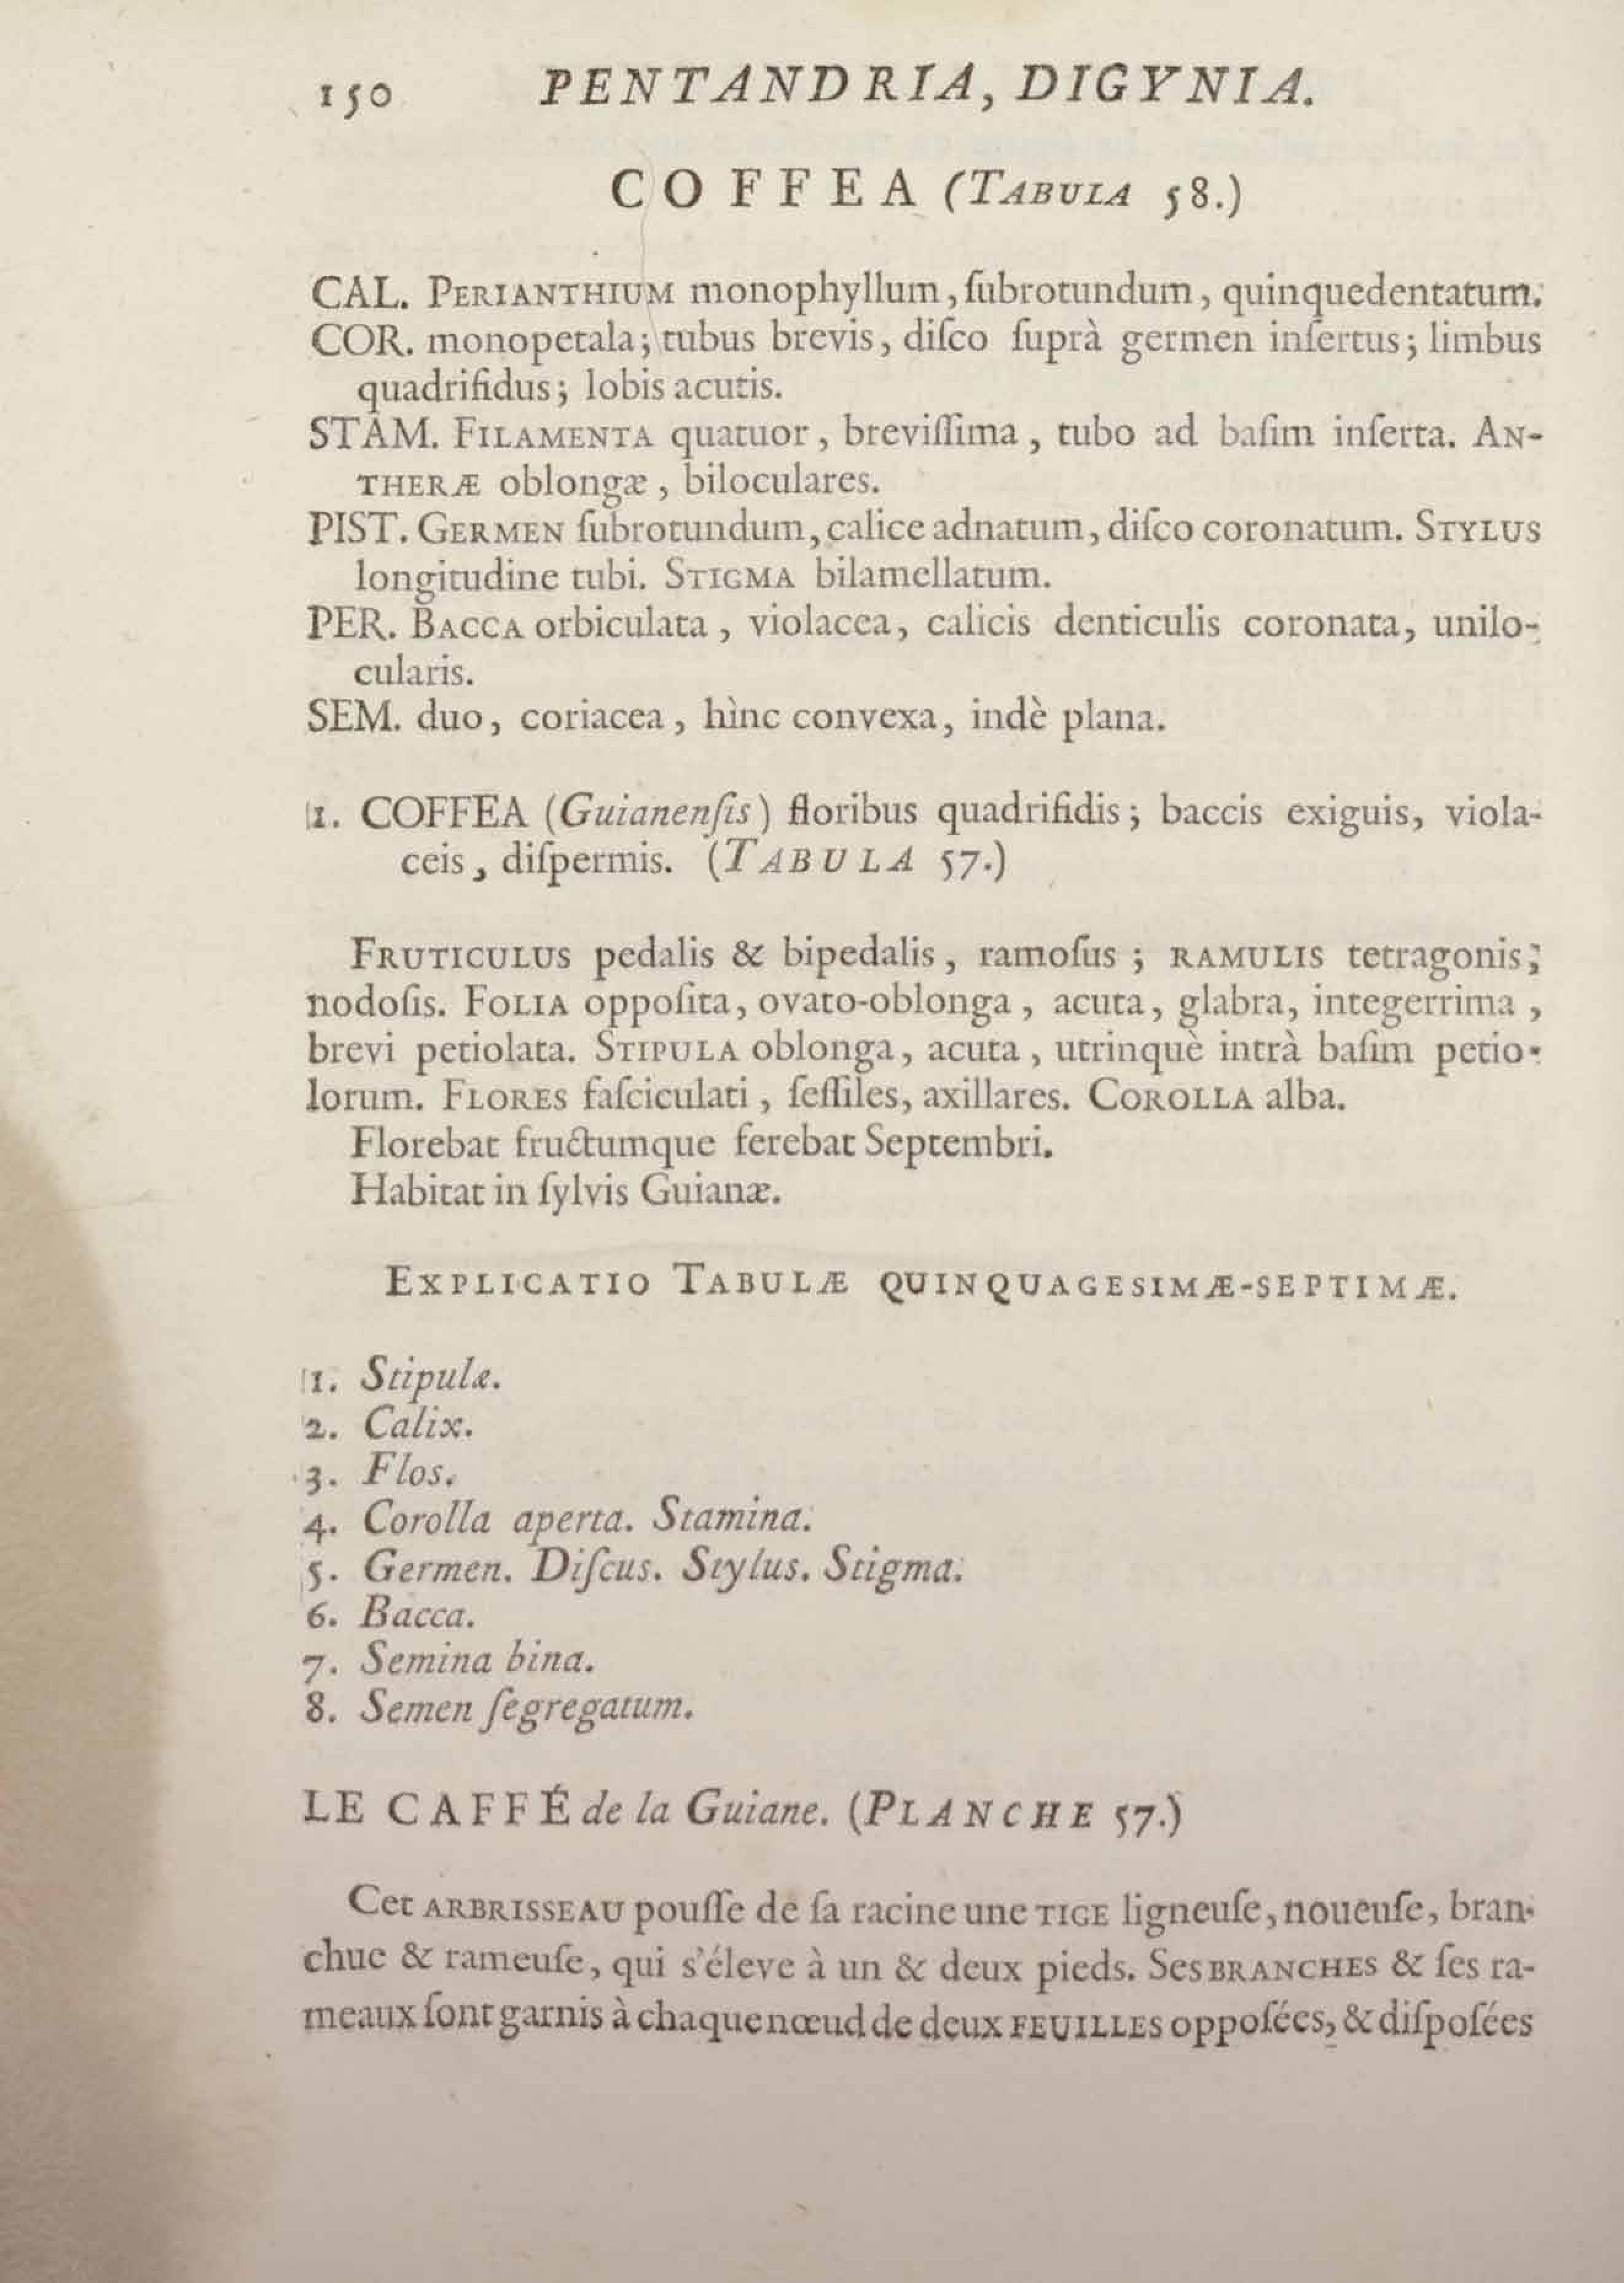 150 PENTANDRIA, DIGYNIA.
COFFEA (TABULA 58.)
CAL. PERIANTHIUM monophyllum, ſubrotundum, quinquedentatum.
COR. monopetala; tubus brevis, diſco ſuprà germen inſertus; limbus
quadrifidus; lobis acutis.
STAM. FILAMENTA quatuor, breviſſima, tubo ad baſim inſerta. AN-
THERÆ oblongæ, biloculares.
PIST. GERMEN ſubrotundum, calice adnatum, diſco coronatum. STYLUS
longitudine tubi. STIGMA bilamellatum.
PER. BACCA orbiculata, violacea, calicis denticulis coronata, unilo-
cularis.
SEM. duo, coriacea, hìnc convexa, indè plana.
1. COFFEA (Guianenſis) floribus quadrifidis; baccis exiguis, viola-
ceis, diſpermis. (TABULA 57.)
FRUTICULUS pedalis & bipedalis, ramoſus; RAMULIS tetragonis;
nodoſis. FOLIA oppoſita, ovato-oblonga, acuta, glabra, integerrima,
brevi petiolata. STIPULA oblonga, acuta, utrinquè intrà baſim petio-
lorum. FLORES faſciculati, ſeſſiles, axillares. COROLLA alba.
Florebat fructumque ferebat Septembri.
Habitat in ſylvis Guianæ.
EXPLICATIO TABULÆ QUINQUAGESIMÆ-SEPTIMÆ.
1. Stipulæ.
2. Calix.
3. Flos.
4. Corolla aperta. Stamina.
5. Germen. Diſcus. Stylus. Stigma.
6. Bacca.
7. Semina bina.
8. Semen ſegregatum.
LE CAFFÉ de la Guiane. (PLANCHE 57.)
Cet ARBRISSEAU pouſſe de ſa racine une TIGE ligneuſe, noueuſe, bran-
chue & rameuſe, qui s'éleve à un & deux pieds. Ses BRANCHES & ſes ra-
meaux ſont garnis à chaque nœud de deux FEUILLES oppoſées, & diſpoſées